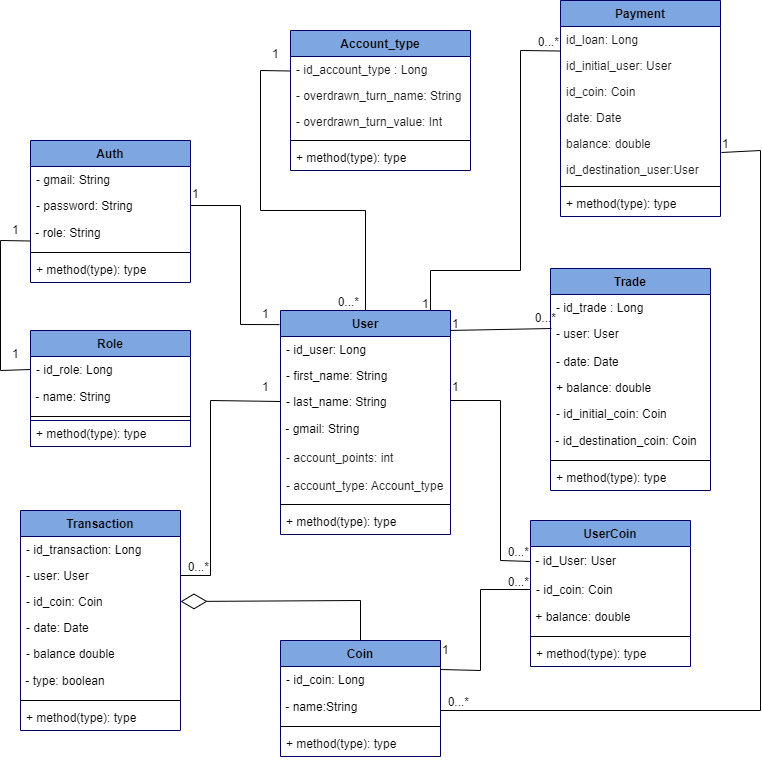 Payment
id_loan: Long
id_initial_user: User
id_coin: Coin
date: Date
balance: double
id_destination_user:User
+ method(type): type
0...*
1
Account_type
- id_account_type : Long
- overdrawn_turn_name: String
- overdrawn_turn_value: Int
+ method(type): type
1
Auth
- gmail: String
- password: String
- role: String
+ method(type): type
1
1
Role
- id_role: Long
- name: String
+ method(type): type
1
0...*
1
1
User
- id_user: Long
- first_name: String
- last_name: String
- gmail: String
- account_points: int
- account_type: Account_type
+ method(type): type
1
1
1
Trade
- id_trade : Long
- user: User
- date: Date
+ balance: double
- id_initial_coin: Coin
- id_destination_coin: Coin
+ method(type): type
0...*
Transaction
- id_transaction: Long
- user: User
- id_coin: Coin
- date: Date
- balance double
- type: boolean
+ method(type): type
0...*
UserCoin
- id_User: User
- id_coin: Coin
+ balance: double
+ method(type): type
0...*
0...*
Coin
- id_coin: Long
- name:String
+ method(type): type
1
0...*